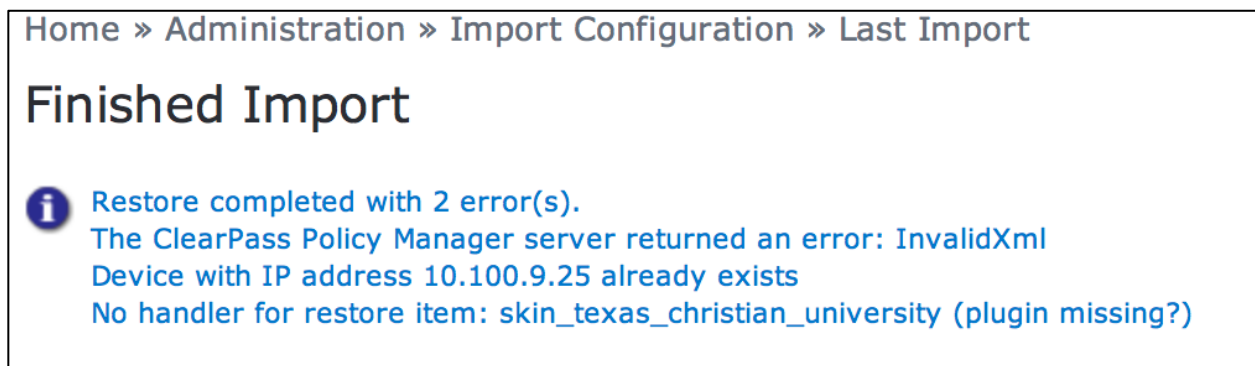 Home » Administration » Import Configuration » Last Import
Finished Import
Restore completed with 2 error(s).
The ClearPass Policy Manager server returned an error: InvalidXml
Device with IP address 10.100.9.25 already exists
No handler for restore item: skin_texas_christian_university (plugin missing?)